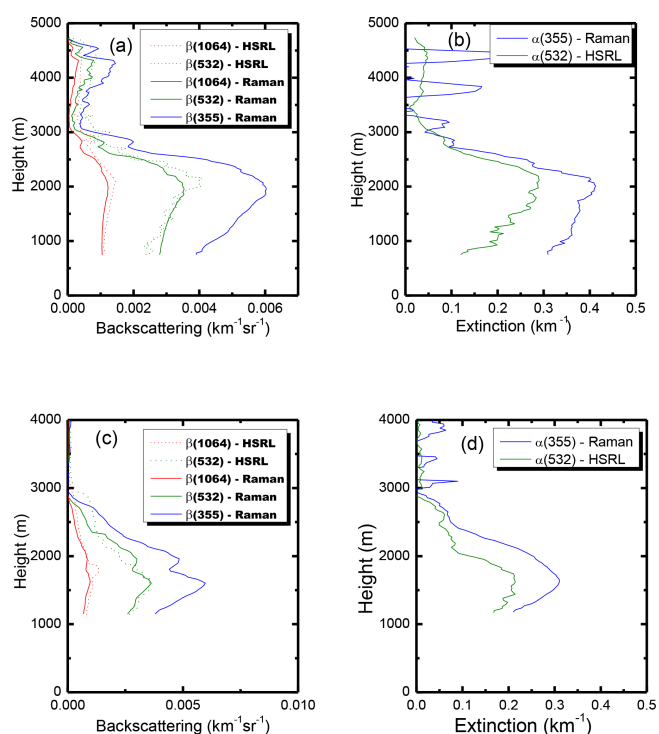 5000
4000
3000
2000
1000
0
Height (m)
(a)
β(1064) - HSRL
β(532) - HSRL
β(1064) - Raman
β(532) - Raman
β(355) - Raman
0.000 0.002 0.004 0.006
Backscattering (km⁻¹sr⁻¹)
5000
4000
3000
2000
1000
0
Height (m)
(b)
α(355) - Raman
α(532) - HSRL
0.0 0.1 0.2 0.3 0.4 0.5
Extinction (km⁻¹)
4000
3000
2000
1000
0
Height (m)
(c)
β(1064) - HSRL
β(532) - HSRL
β(1064) - Raman
β(532) - Raman
β(355) - Raman
0.000 0.005 0.010
Backscattering (km⁻¹sr⁻¹)
4000
3000
2000
1000
0
Height (m)
(d)
α(355) - Raman
α(532) - HSRL
0.0 0.1 0.2 0.3 0.4 0.5
Extinction (km⁻¹)